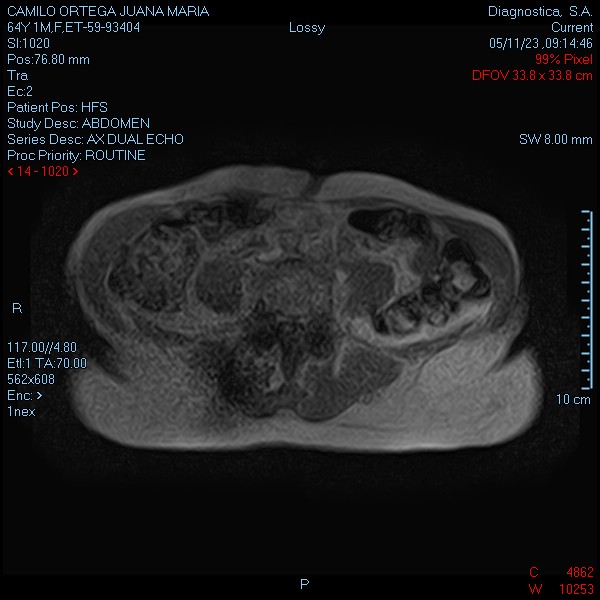 CAMILO ORTEGA JUANA MARIA
64Y 1M,F,ET-59-93404
SI:1020
Pos:76.80 mm
Tra
Ec:2
Patient Pos: HFS
Study Desc: ABDOMEN
Series Desc: AX DUAL ECHO
Proc Priority: ROUTINE
< 14 - 1020 >
Lossy
Diagnostica, S.A.
Current
05/11/23 ,09:14:46
99% Pixel
DFOV 33.8 x 33.8 cm
SW 8.00 mm
R
117.00//4.80
Etl:1 TA:70.00
562x608
Enc: >
1nex
10 cm
P
C 4862
W 10253